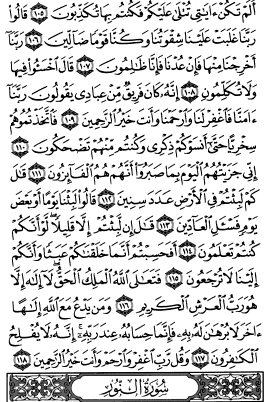 أَلَمْ تَكُنْ ءَايَٰتِي تُتْلَىٰ عَلَيْكُمْ فَكُنتُم بِهَا تُكَذِّبُونَ ١٠٥ قَالُوا۟
رَبَّنَا غَلَبَتْ عَلَيْنَا شِقْوَتُنَا وَكُنَّا قَوْمًا ضَآلِّينَ ١٠٦ رَبَّنَآ
أَخْرِجْنَا مِنْهَا فَإِنْ عُدْنَا فَإِنَّا ظَٰلِمُونَ ١٠٧ قَالَ ٱخْسَـُٔوا۟ فِيهَا
وَلَا تُكَلِّمُونِ ١٠٨ إِنَّهُۥ كَانَ فَرِيقٌ مِّنْ عِبَادِي يَقُولُونَ رَبَّنَآ
ءَامَنَّا فَٱغْفِرْ لَنَا وَٱرْحَمْنَا وَأَنتَ خَيْرُ ٱلرَّٰحِمِينَ ١٠٩ فَٱتَّخَذْتُمُوهُمْ
سِخْرِيًّا حَتَّىٰٓ أَنسَوْكُمْ ذِكْرِي وَكُنتُم مِّنْهُمْ تَضْحَكُونَ ١١٠
إِنِّي جَزَيْتُهُمُ ٱلْيَوْمَ بِمَا صَبَرُوٓا۟ أَنَّهُمْ هُمُ ٱلْفَآئِزُونَ ١١١ قَٰلَ
كَمْ لَبِثْتُمْ فِي ٱلْأَرْضِ عَدَدَ سِنِينَ ١١٢ قَالُوا۟ لَبِثْنَا يَوْمًا أَوْ بَعْضَ
يَوْمٍ فَسْـَٔلِ ٱلْعَآدِّينَ ١١٣ قَٰلَ إِن لَّبِثْتُمْ إِلَّا قَلِيلًا لَّوْ أَنَّكُمْ
كُنتُمْ تَعْلَمُونَ ١١٤ أَفَحَسِبْتُمْ أَنَّمَا خَلَقْنَٰكُمْ عَبَثًا وَأَنَّكُمْ
إِلَيْنَا لَا تُرْجَعُونَ ١١٥ فَتَعَٰلَى ٱللَّهُ ٱلْمَلِكُ ٱلْحَقُّ لَآ إِلَٰهَ إِلَّا
هُوَ رَبُّ ٱلْعَرْشِ ٱلْكَرِيمِ ١١٦ وَمَن يَدْعُ مَعَ ٱللَّهِ إِلَٰهًا
ءَاخَرَ لَا بُرْهَٰنَ لَهُۥ بِهِۦ فَإِنَّمَا حِسَابُهُۥ عِندَ رَبِّهِۦٓ إِنَّهُۥ لَا يُفْلِحُ
ٱلْكَٰفِرُونَ ١١٧ وَقُل رَّبِّ ٱغْفِرْ وَٱرْحَمْ وَأَنتَ خَيْرُ ٱلرَّٰحِمِينَ ١١٨
سُورَةُ ٱلنُّورِ